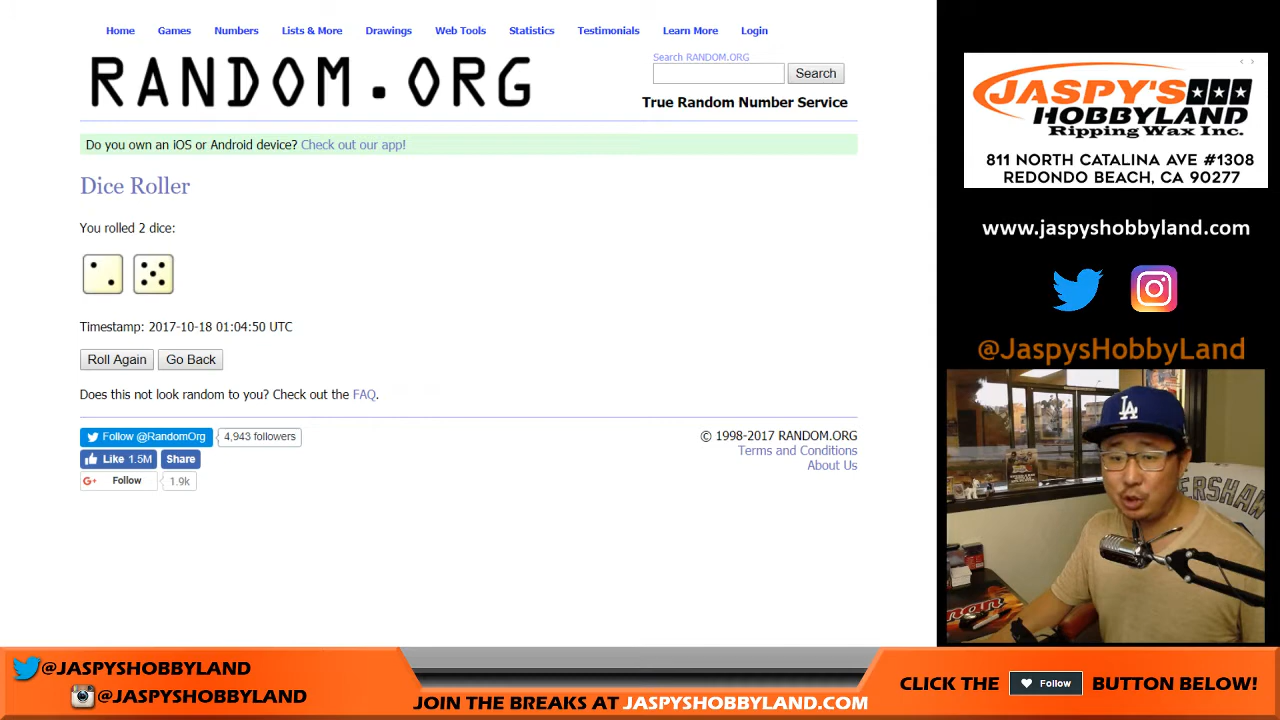 Home Games Numbers Lists & More Drawings Web Tools Statistics Testimonials Learn More Login
RANDOM.ORG
Search RANDOM.ORG
Search
True Random Number Service
Do you own an iOS or Android device? Check out our app!
Dice Roller
You rolled 2 dice:
Timestamp: 2017-10-18 01:04:50 UTC
Roll Again Go Back
Does this not look random to you? Check out the FAQ.
Follow @RandomOrg 4,943 followers
Like 1.5M Share
G+ Follow 1.9k
© 1998-2017 RANDOM.ORG
Terms and Conditions
About Us
JASPY'S
HOBBYLAND
Ripping Wax Inc.
811 NORTH CATALINA AVE #1308
REDONDO BEACH, CA 90277
www.jaspyshobbyland.com
@JaspysHobbyLand
LA
ERSHAW
@JASPYSHOBBYLAND
@JASPYSHOBBYLAND
JOIN THE BREAKS AT JASPYSHOBBYLAND.COM
CLICK THE Follow BUTTON BELOW!